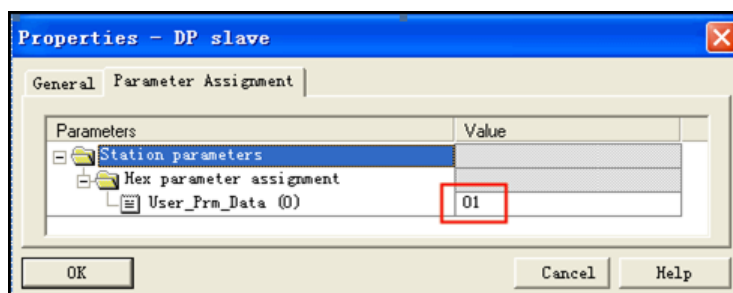 Properties - DP slave
General Parameter Assignment
Parameters Value
Station parameters
Hex parameter assignment
User_Prm_Data (0) 01
OK Cancel Help